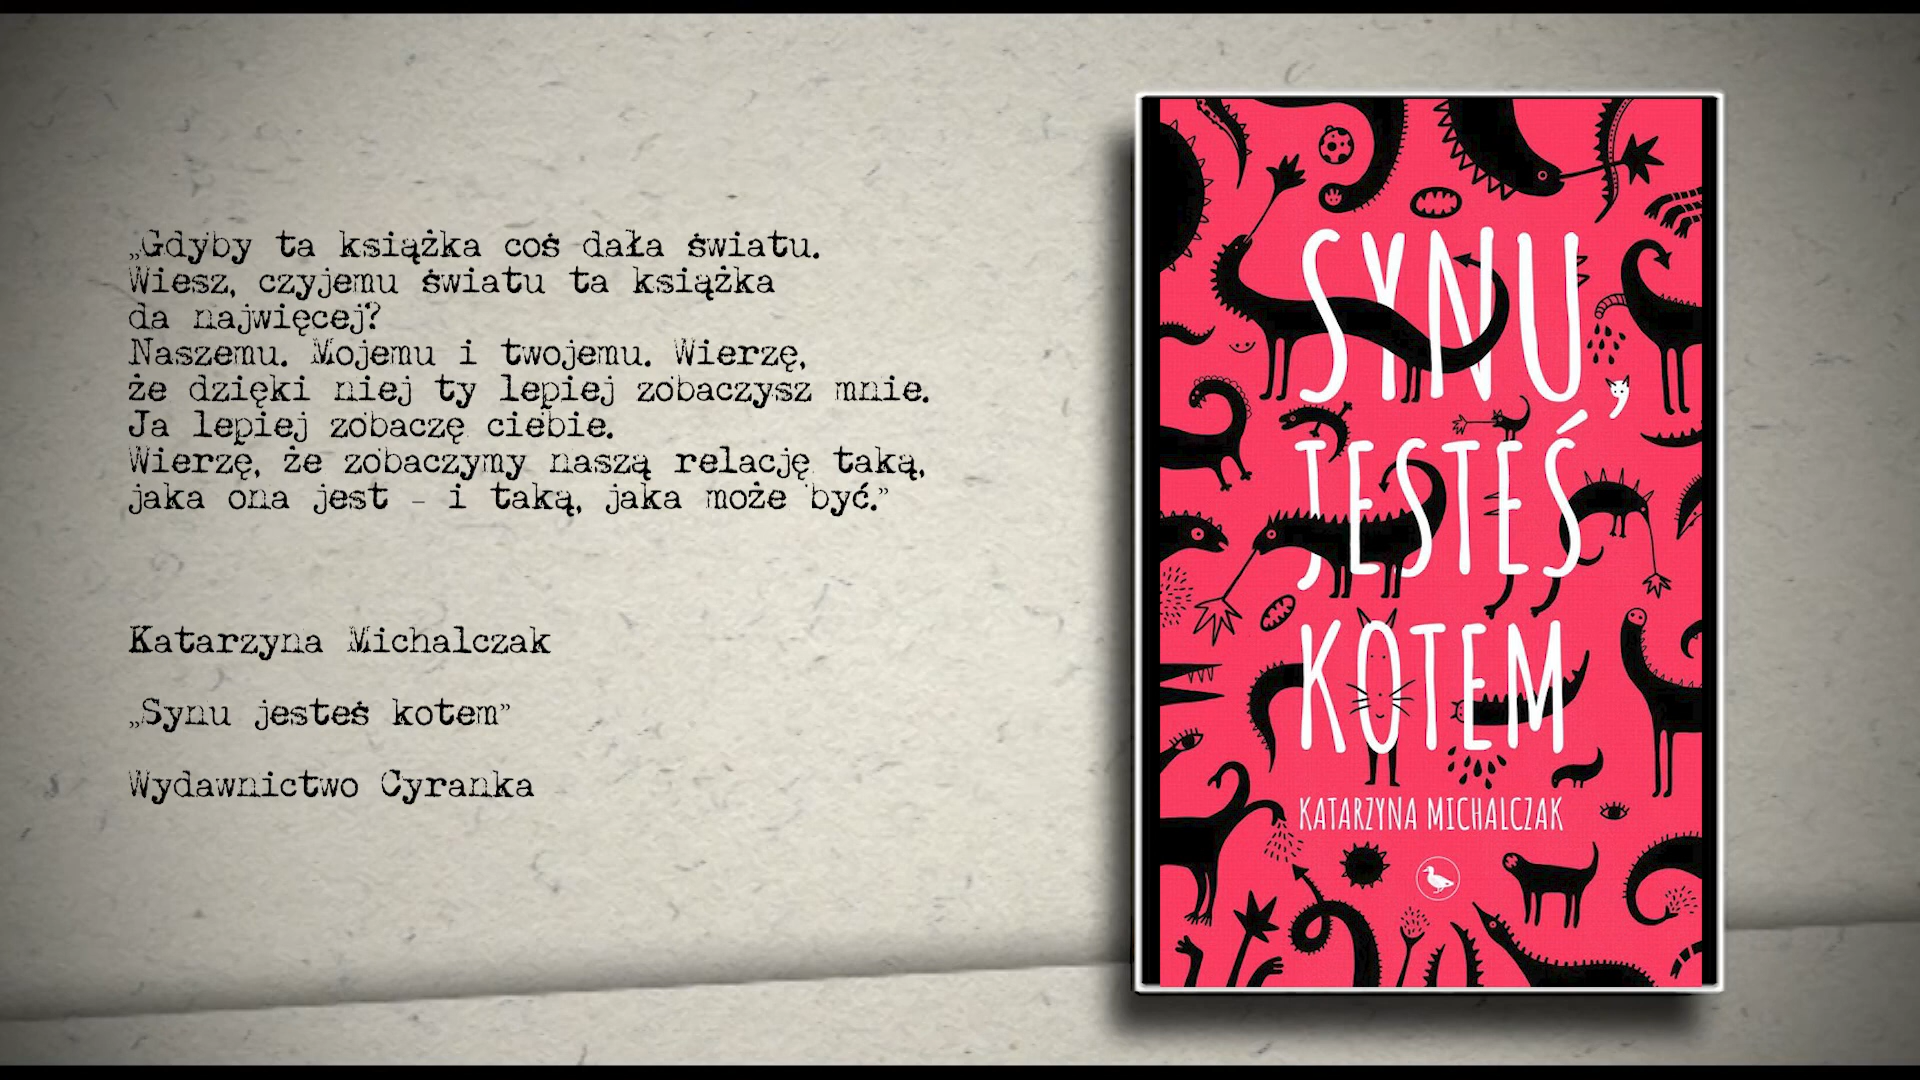 „Gdyby ta książka coś dała światu.
Wiesz, czyjemu światu ta książka
da najwięcej?
Naszemu. Mojemu i twojemu. Wierzę,
że dzięki niej ty lepiej zobaczysz mnie.
Ja lepiej zobaczę ciebie.
Wierzę, że zobaczymy naszą relację taką,
jaka ona jest - i taką, jaka może być.”
Katarzyna Michalczak
„Synu jesteś kotem”
Wydawnictwo Cyranka
SYNU,
JESTEŚ
KOTEM
KATARZYNA MICHALCZAK